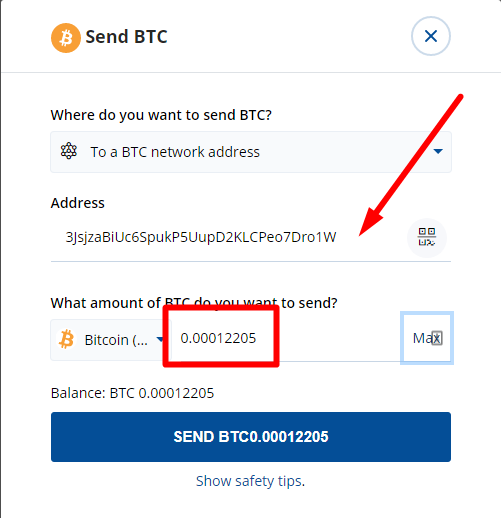 Send BTC
Where do you want to send BTC?
To a BTC network address
Address
3JsjzaBiUc6SpukP5UupD2KLCPeo7Dro1W
What amount of BTC do you want to send?
Bitcoin (... 0.00012205 Max
Balance: BTC 0.00012205
SEND BTC0.00012205
Show safety tips.